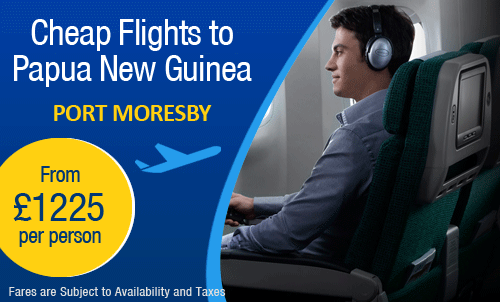 Cheap Flights to
Papua New Guinea
PORT MORESBY
From
£1225
per person
Fares are Subject to Availability and Taxes